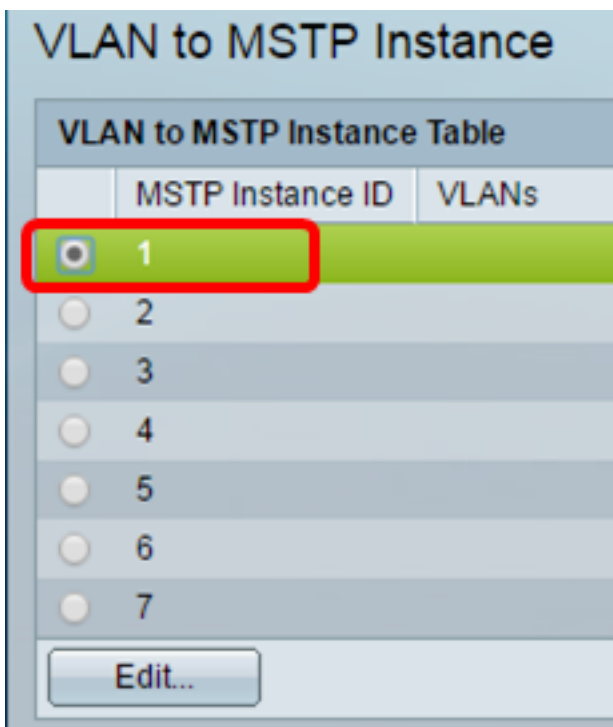 VLAN to MSTP Instance
VLAN to MSTP Instance Table
MSTP Instance ID VLANs
1
2
3
4
5
6
7
Edit...